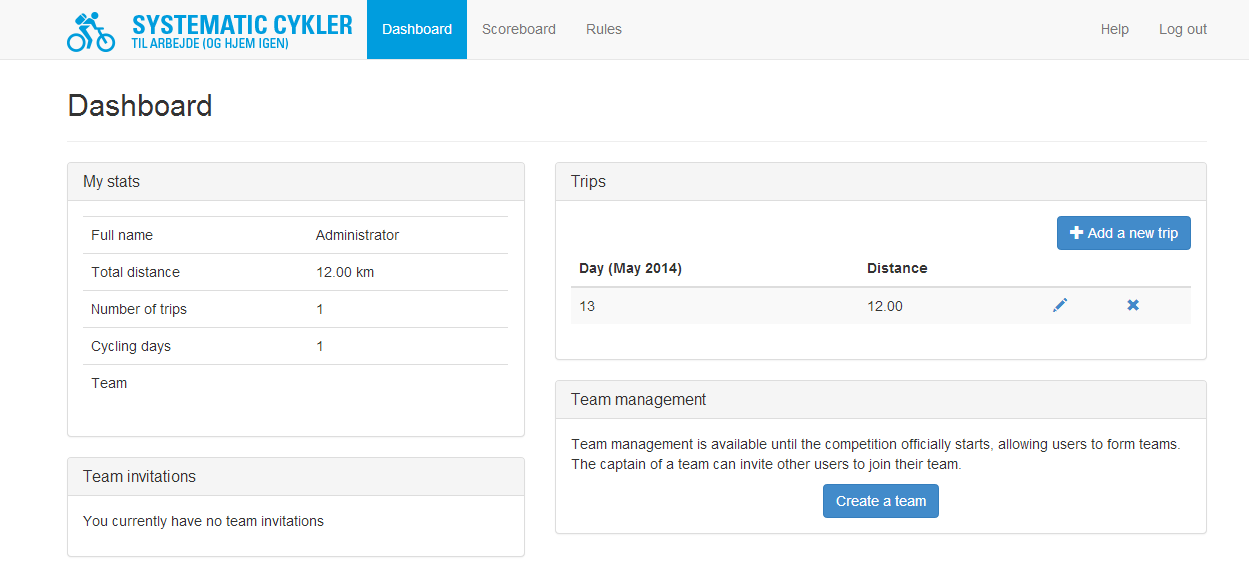 SYSTEMATIC CYKLER
TIL ARBEJDE (OG HJEM IGEN)
Dashboard
Scoreboard
Rules
Help
Log out
Dashboard
My stats
Full name Administrator
Total distance 12.00 km
Number of trips 1
Cycling days 1
Team
Team invitations
You currently have no team invitations
Trips
Add a new trip
Day (May 2014) Distance
13 12.00
Team management
Team management is available until the competition officially starts, allowing users to form teams.
The captain of a team can invite other users to join their team.
Create a team